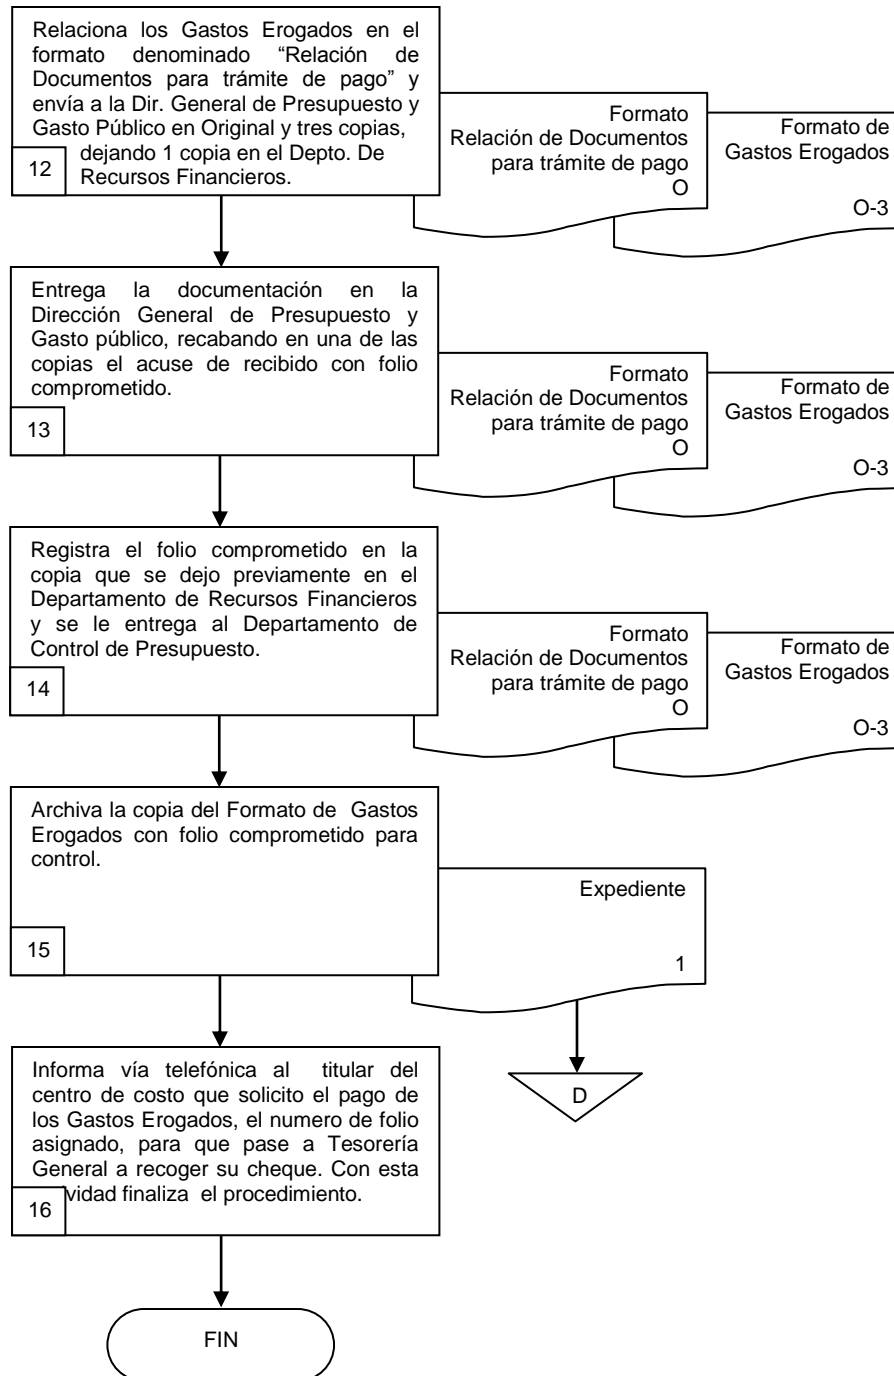 Relaciona los Gastos Erogados en el
formato denominado “Relación de
Documentos para trámite de pago” y
envía a la Dir. General de Presupuesto y
Gasto Público en Original y tres copias,
dejando 1 copia en el Depto. De
Recursos Financieros.
12
Formato
Relación de Documentos
para trámite de pago
O
Formato de
Gastos Erogados
O-3
Entrega la documentación en la
Dirección General de Presupuesto y
Gasto público, recabando en una de las
copias el acuse de recibido con folio
comprometido.
13
Formato
Relación de Documentos
para trámite de pago
O
Formato de
Gastos Erogados
O-3
Registra el folio comprometido en la
copia que se dejo previamente en el
Departamento de Recursos Financieros
y se le entrega al Departamento de
Control de Presupuesto.
14
Formato
Relación de Documentos
para trámite de pago
O
Formato de
Gastos Erogados
O-3
Archiva la copia del Formato de Gastos
Erogados con folio comprometido para
control.
15
Expediente
1
D
Informa vía telefónica al titular del
centro de costo que solicito el pago de
los Gastos Erogados, el numero de folio
asignado, para que pase a Tesorería
General a recoger su cheque. Con esta
vidad finaliza el procedimiento.
16
FIN